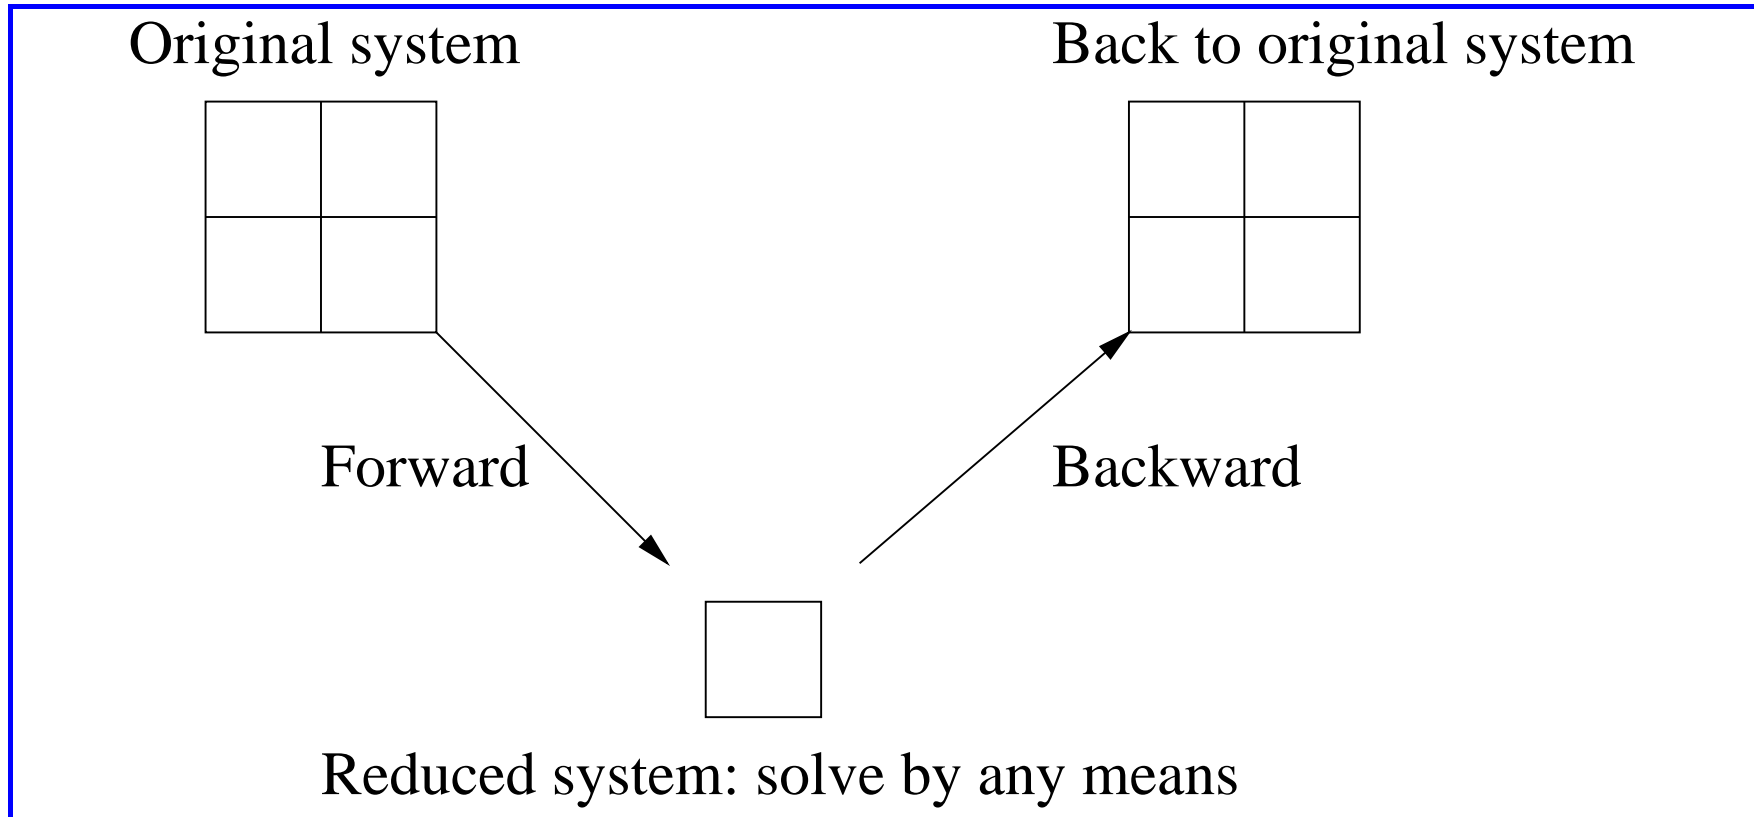 Original system
Back to original system
Forward
Backward
Reduced system: solve by any means